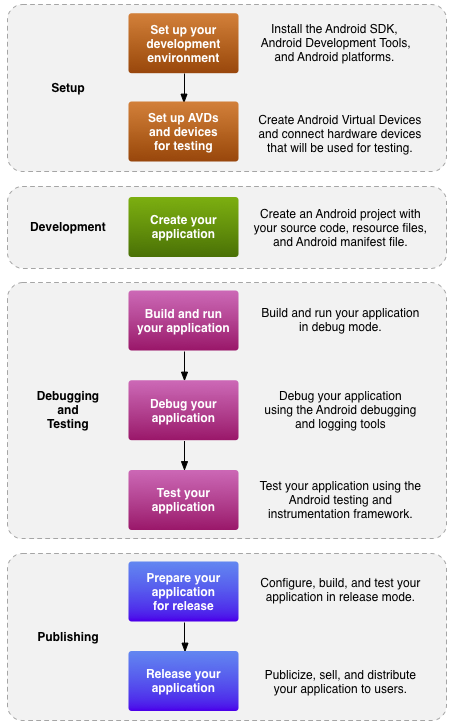 Setup
Set up your
development
environment
Install the Android SDK,
Android Development Tools,
and Android platforms.
Set up AVDs
and devices
for testing
Create Android Virtual Devices
and connect hardware devices
that will be used for testing.
Development
Create your
application
Create an Android project with
your source code, resource files,
and Android manifest file.
Debugging
and
Testing
Build and run
your application
Build and run your application
in debug mode.
Debug your
application
Debug your application
using the Android debugging
and logging tools
Test your
application
Test your application using the
Android testing and
instrumentation framework.
Publishing
Prepare your
application
for release
Configure, build, and test your
application in release mode.
Release your
application
Publicize, sell, and distribute
your application to users.